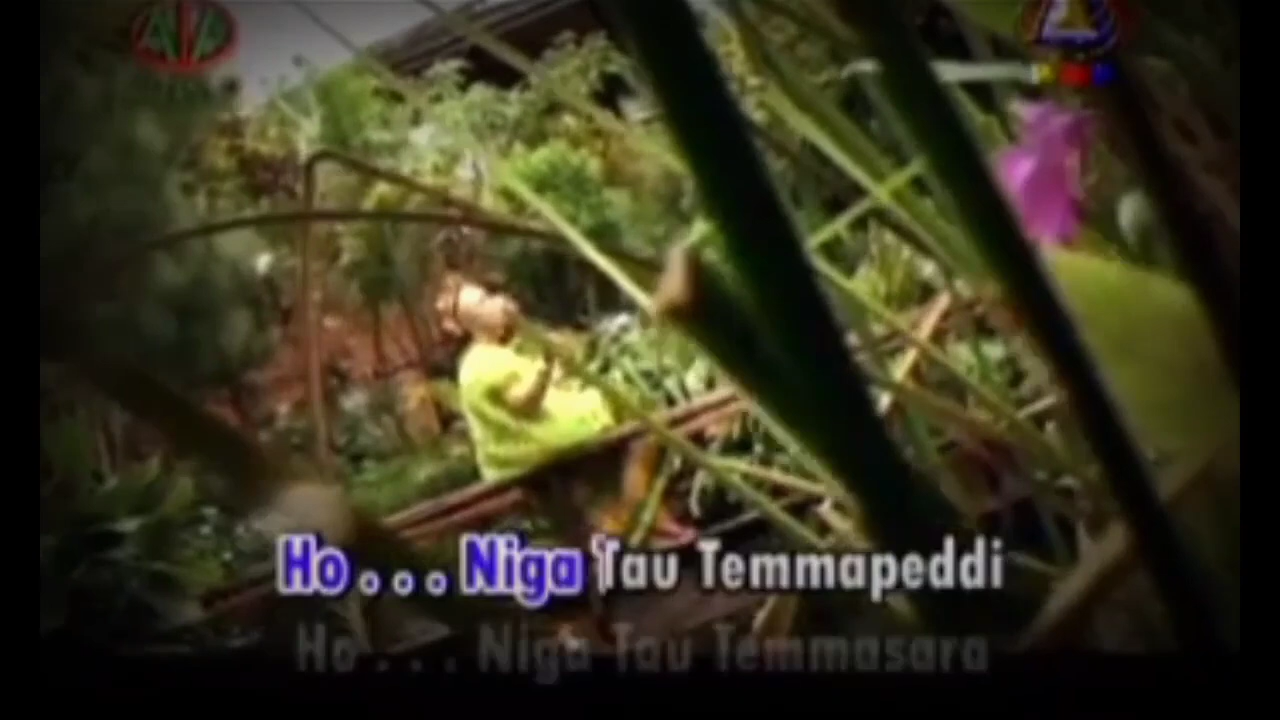 Ho . . . Niga Tau Temmapeddi
Ho . . . Niga Tau Temmasara